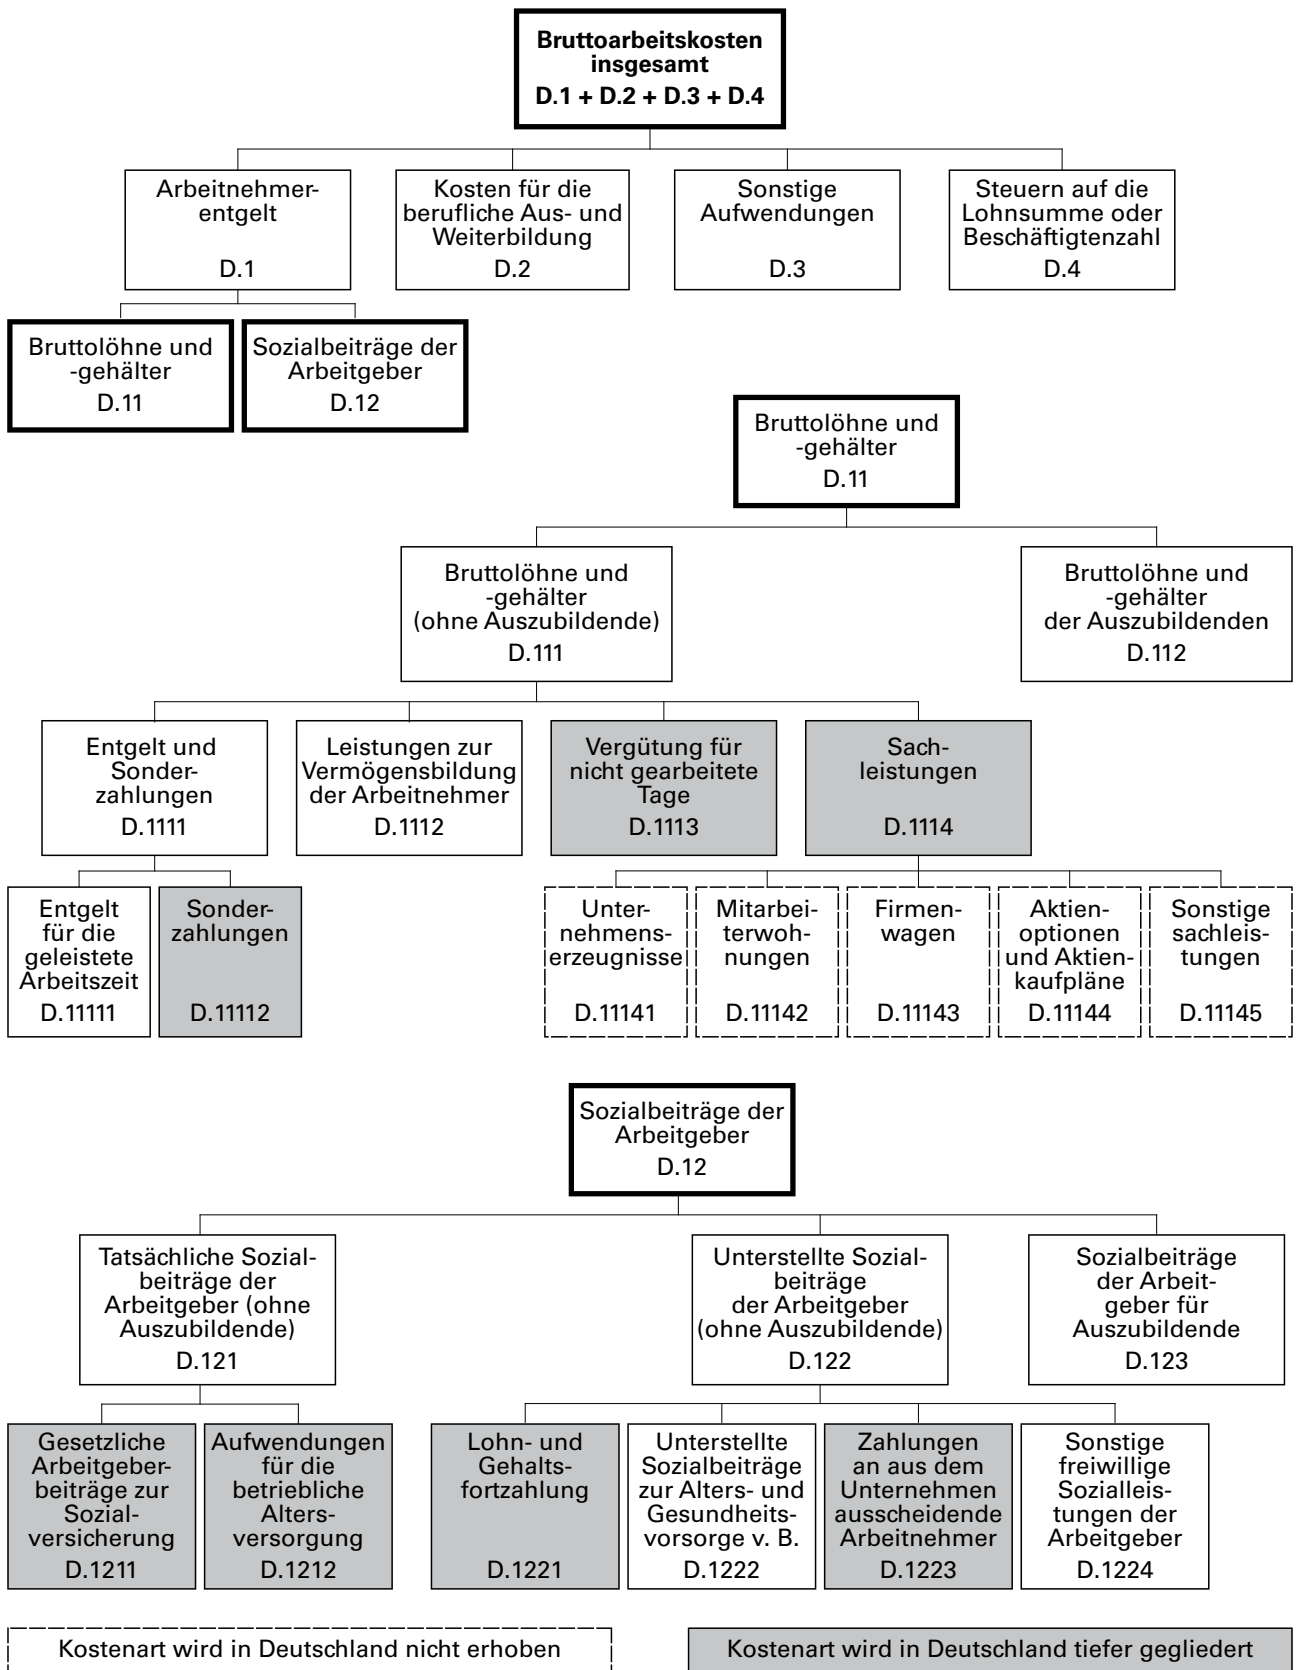 Bruttoarbeitskosten
insgesamt
D.1 + D.2 + D.3 + D.4
Arbeitnehmer-
entgelt
D.1
Kosten für die
berufliche Aus- und
Weiterbildung
D.2
Sonstige
Aufwendungen
D.3
Steuern auf die
Lohnsumme oder
Beschäftigtenzahl
D.4
Bruttolöhne und
-gehälter
D.11
Sozialbeiträge der
Arbeitgeber
D.12
Bruttolöhne und
-gehälter
D.11
Bruttolöhne und
-gehälter
(ohne Auszubildende)
D.111
Bruttolöhne und
-gehälter
der Auszubildenden
D.112
Entgelt und
Sonder-
zahlungen
D.1111
Leistungen zur
Vermögensbildung
der Arbeitnehmer
D.1112
Vergütung für
nicht gearbeitete
Tage
D.1113
Sach-
leistungen
D.1114
Entgelt
für die
geleistete
Arbeitszeit
D.11111
Sonder-
zahlungen
D.11112
Unter-
nehmens-
erzeugnisse
D.11141
Mitarbei-
terwoh-
nungen
D.11142
Firmen-
wagen
D.11143
Aktien-
optionen
und Aktien-
kaufpläne
D.11144
Sonstige
sachleis-
tungen
D.11145
Sozialbeiträge der
Arbeitgeber
D.12
Tatsächliche Sozial-
beiträge der
Arbeitgeber (ohne
Auszubildende)
D.121
Unterstellte Sozial-
beiträge
der Arbeitgeber
(ohne Auszubildende)
D.122
Sozialbeiträge
der Arbeit-
geber für
Auszubildende
D.123
Gesetzliche
Arbeitgeber-
beiträge zur
Sozial-
versicherung
D.1211
Aufwendungen
für die
betriebliche
Alters-
versorgung
D.1212
Lohn- und
Gehalts-
fortzahlung
D.1221
Unterstellte
Sozialbeiträge
zur Alters- und
Gesundheits-
vorsorge v. B.
D.1222
Zahlungen
an aus dem
Unternehmen
ausscheidende
Arbeitnehmer
D.1223
Sonstige
freiwillige
Sozialleis-
tungen der
Arbeitgeber
D.1224
Kostenart wird in Deutschland nicht erhoben
Kostenart wird in Deutschland tiefer gegliedert